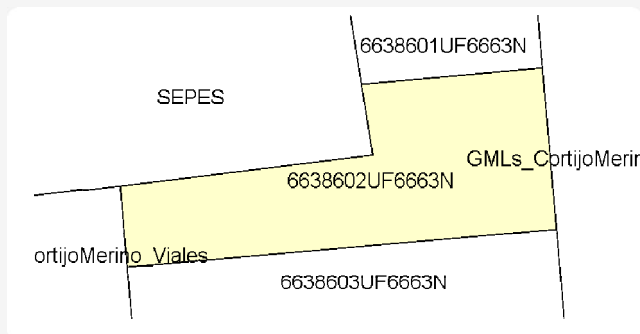 6638601UF6663N
SEPES
GMLs_CortijoMerin
6638602UF6663N
ortijoMerino_Viales
6638603UF6663N